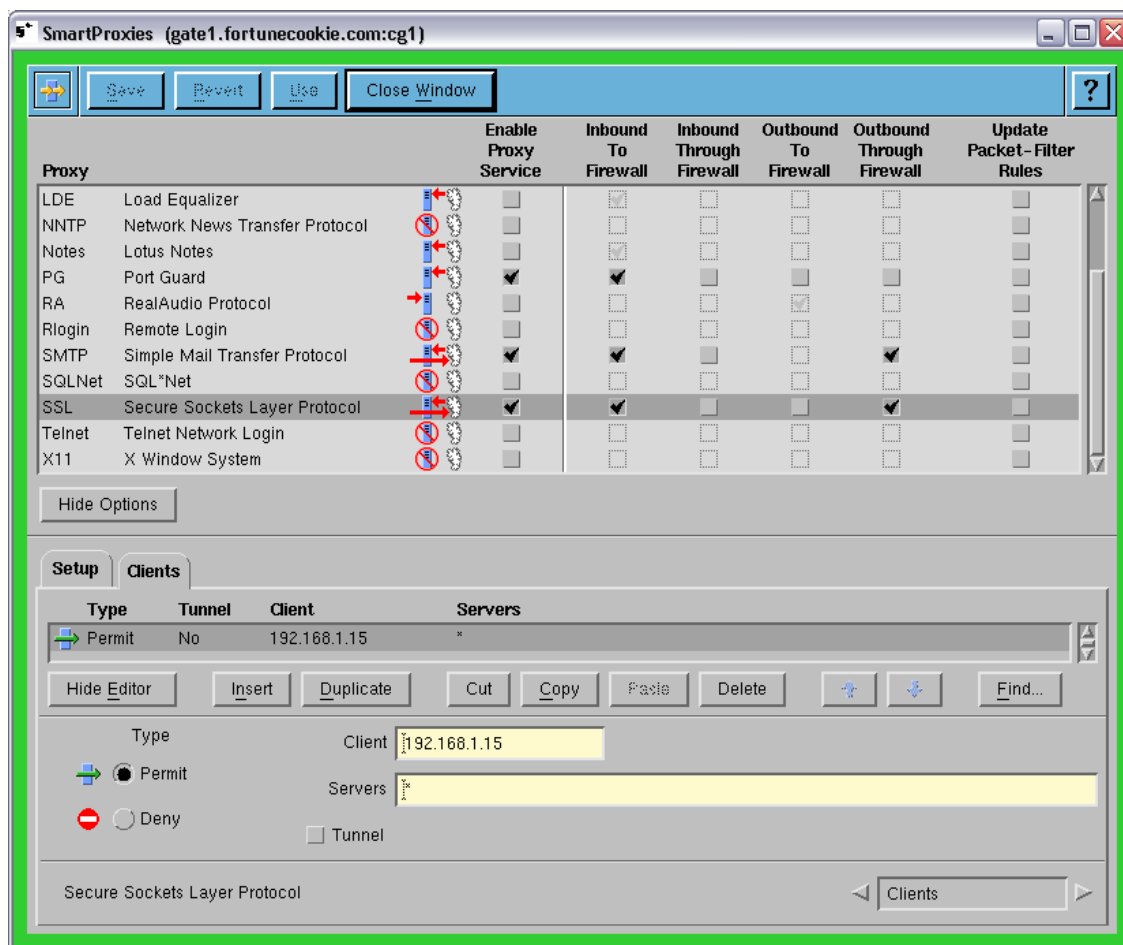 SmartProxies (gate1.fortunecookie.com:cg1)
Save Revert Use Close Window ?
Proxy Enable Proxy Service Inbound To Firewall Inbound Through Firewall Outbound To Firewall Outbound Through Firewall Update Packet-Filter Rules
LDE Load Equalizer
NNTP Network News Transfer Protocol
Notes Lotus Notes
PG Port Guard
RA RealAudio Protocol
Rlogin Remote Login
SMTP Simple Mail Transfer Protocol
SQLNet SQL*Net
SSL Secure Sockets Layer Protocol
Telnet Telnet Network Login
X11 X Window System
Hide Options
Setup Clients
Type Tunnel Client Servers
Permit No 192.168.1.15 *
Hide Editor Insert Duplicate Cut Copy Paste Delete Find...
Type
Client 192.168.1.15
Permit
Servers *
Deny
Tunnel
Secure Sockets Layer Protocol Clients